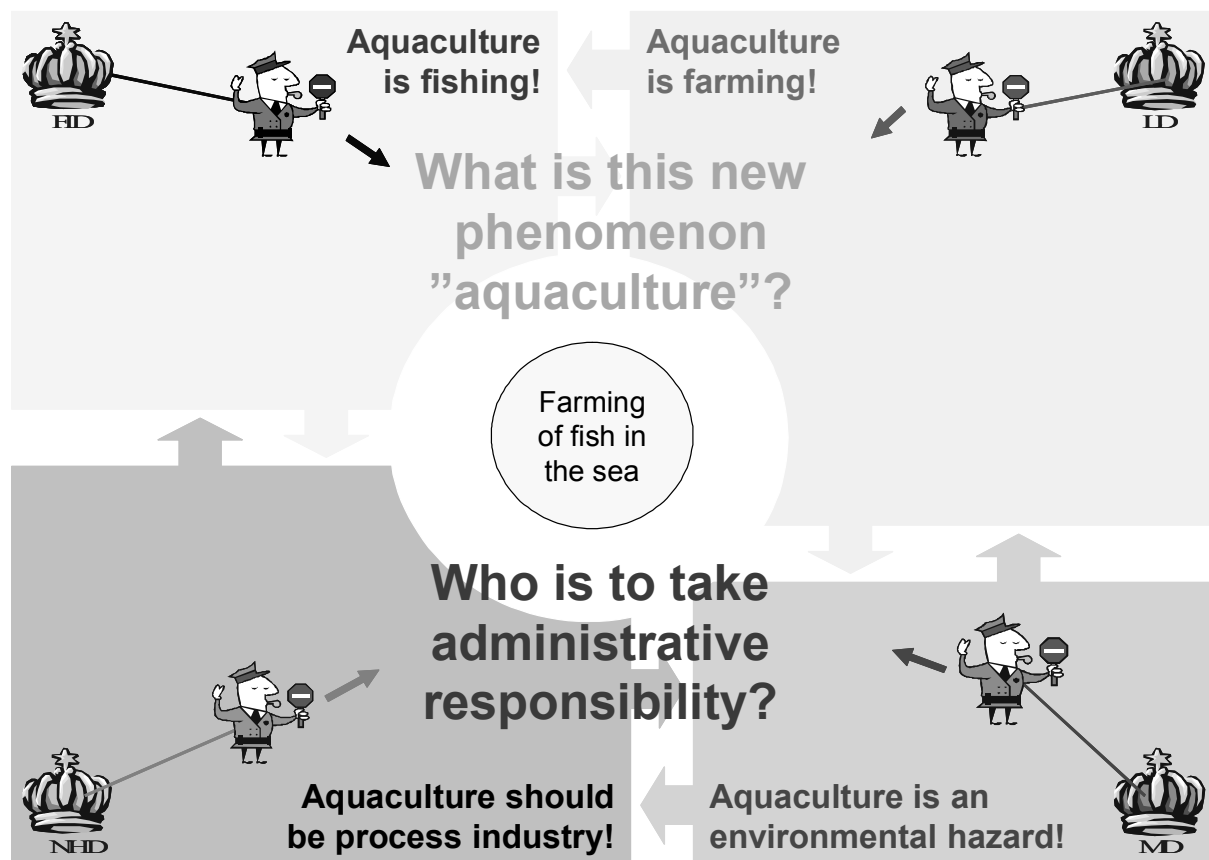 Aquaculture
is fishing!
Aquaculture
is farming!
FID
LD
What is this new
phenomenon
”aquaculture”?
Farming
of fish in
the sea
Who is to take
administrative
responsibility?
NHD
Aquaculture should
be process industry!
Aquaculture is an
environmental hazard!
MD